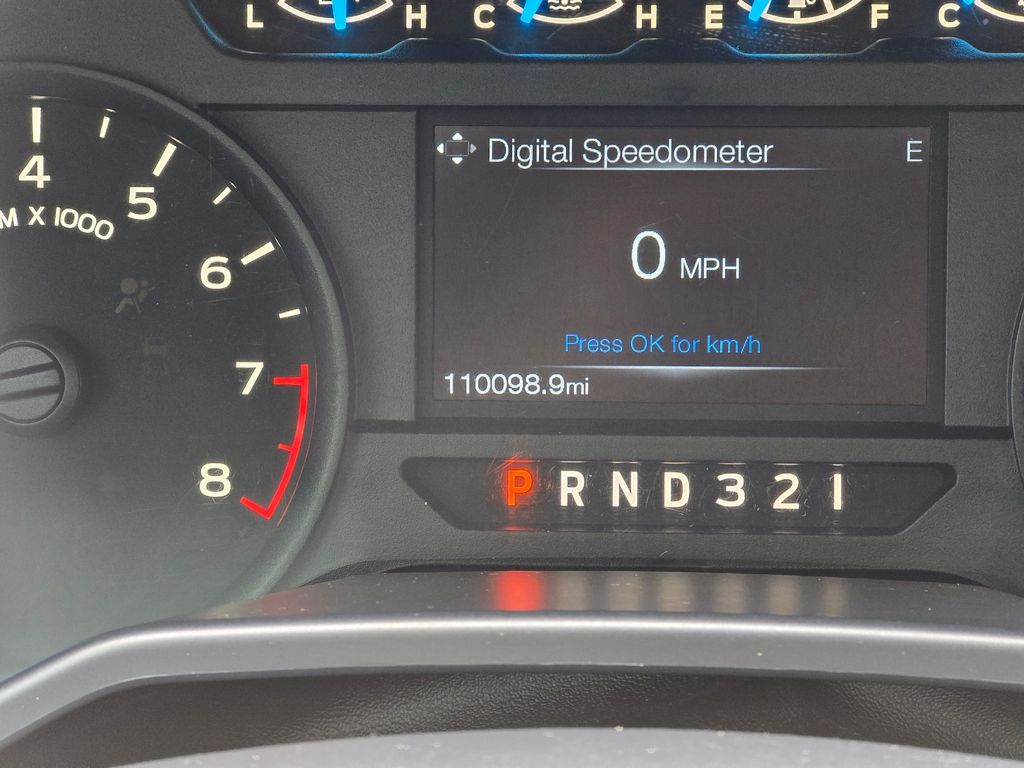 L H C H E F C
Digital Speedometer E
4
5
M X 1000
6
0 MPH
Press OK for km/h
7
110098.9mi
8
P R N D 3 2 1